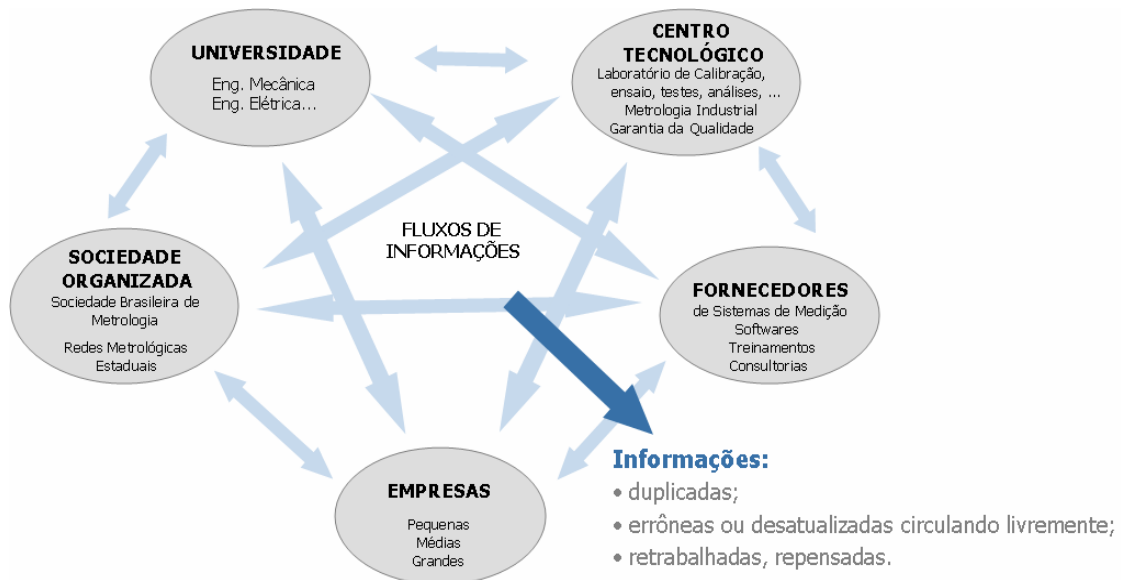 UNIVERSIDADE
Eng. Mecânica
Eng. Elétrica...
CENTRO
TECNOLÓGICO
Laboratório de Calibração,
ensaio, testes, análises, ...
Metrologia Industrial
Garantia da Qualidade
FLUXOS DE
INFORMAÇÕES
SOCIEDADE
ORGANIZADA
Sociedade Brasileira de
Metrologia
Redes Metrológicas
Estaduais
FORNECEDORES
de Sistemas de Medição
Softwares
Treinamentos
Consultorias
EMPRESAS
Pequenas
Médias
Grandes
Informações:
• duplicadas;
• errôneas ou desatualizadas circulando livremente;
• retrabalhadas, repensadas.